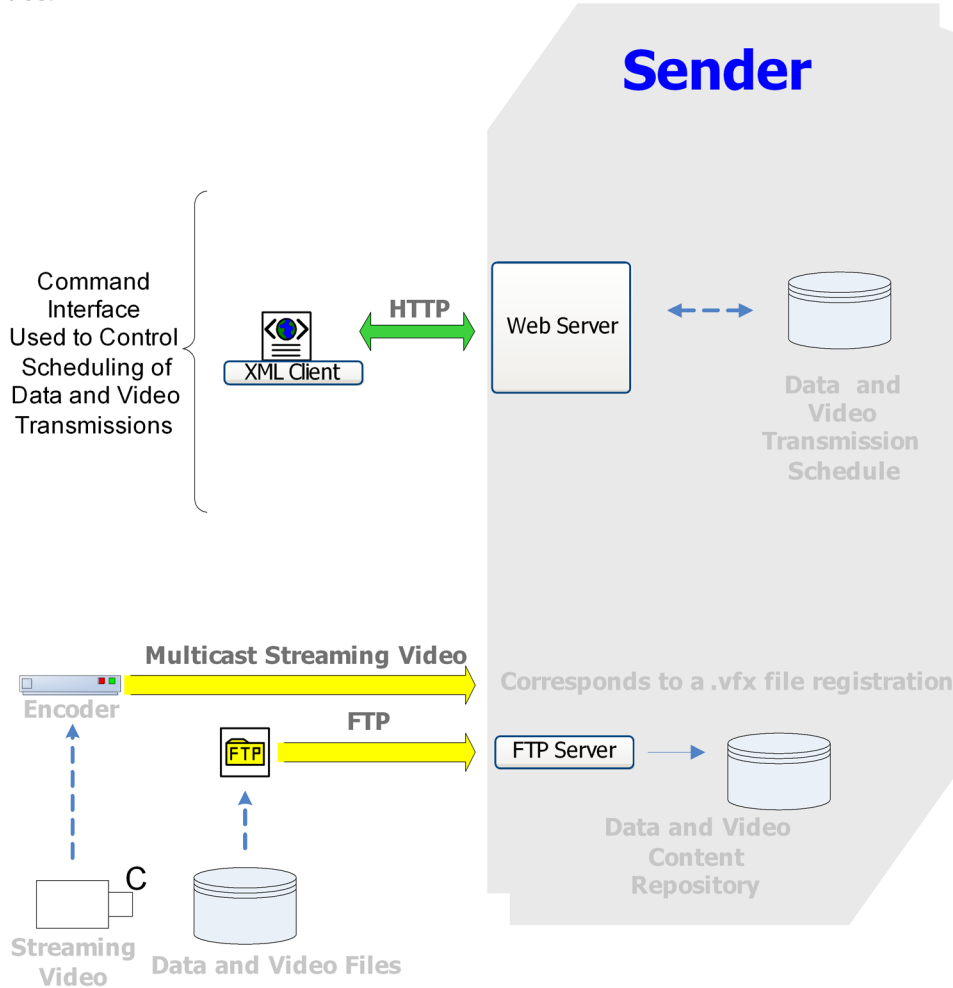 Sender
Command
Interface
Used to Control
Scheduling of
Data and Video
Transmissions
XML Client
HTTP
Web Server
Data and
Video
Transmission
Schedule
Multicast Streaming Video
Encoder
Corresponds to a .vfx file registration
FTP
FTP
FTP Server
Data and Video
Content
Repository
C
Streaming
Video
Data and Video Files